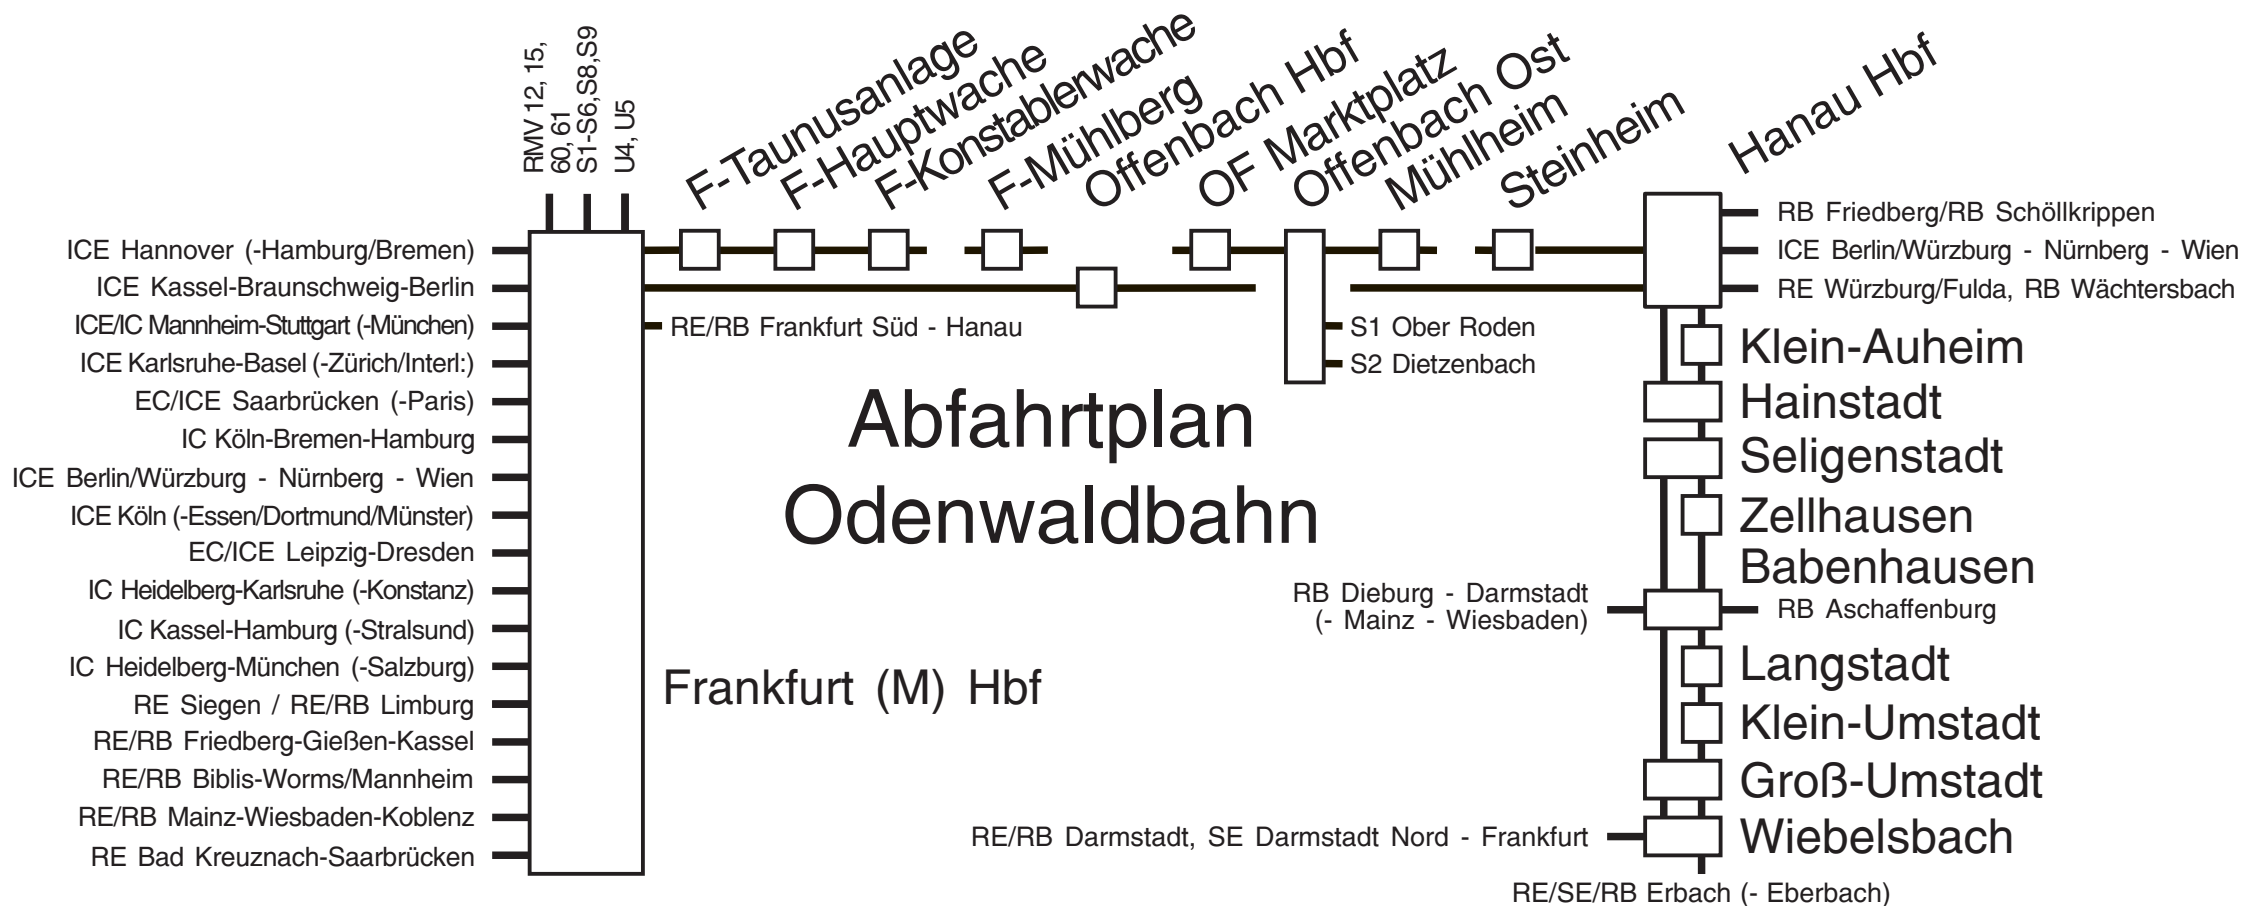 RMV 12, 15,
60, 61
S1-S6,S8,S9
U4, U5
F-Taunusanlage
F-Hauptwache
F-Konstablerwache
F-Mühlberg
Offenbach Hbf
OF Marktplatz
Offenbach Ost
Mühlheim
Steinheim
Hanau Hbf
ICE Hannover (-Hamburg/Bremen)
ICE Kassel-Braunschweig-Berlin
ICE/IC Mannheim-Stuttgart (-München)
ICE Karlsruhe-Basel (-Zürich/Interl:)
EC/ICE Saarbrücken (-Paris)
IC Köln-Bremen-Hamburg
ICE Berlin/Würzburg - Nürnberg - Wien
ICE Köln (-Essen/Dortmund/Münster)
EC/ICE Leipzig-Dresden
IC Heidelberg-Karlsruhe (-Konstanz)
IC Kassel-Hamburg (-Stralsund)
IC Heidelberg-München (-Salzburg)
RE Siegen / RE/RB Limburg
RE/RB Friedberg-Gießen-Kassel
RE/RB Biblis-Worms/Mannheim
RE/RB Mainz-Wiesbaden-Koblenz
RE Bad Kreuznach-Saarbrücken
RE/RB Frankfurt Süd - Hanau
S1 Ober Roden
S2 Dietzenbach
Abfahrtplan
Odenwaldbahn
Frankfurt (M) Hbf
RB Friedberg/RB Schöllkrippen
ICE Berlin/Würzburg - Nürnberg - Wien
RE Würzburg/Fulda, RB Wächtersbach
Klein-Auheim
Hainstadt
Seligenstadt
Zellhausen
Babenhausen
RB Dieburg - Darmstadt
(- Mainz - Wiesbaden)
RB Aschaffenburg
Langstadt
Klein-Umstadt
Groß-Umstadt
RE/RB Darmstadt, SE Darmstadt Nord - Frankfurt
Wiebelsbach
RE/SE/RB Erbach (- Eberbach)